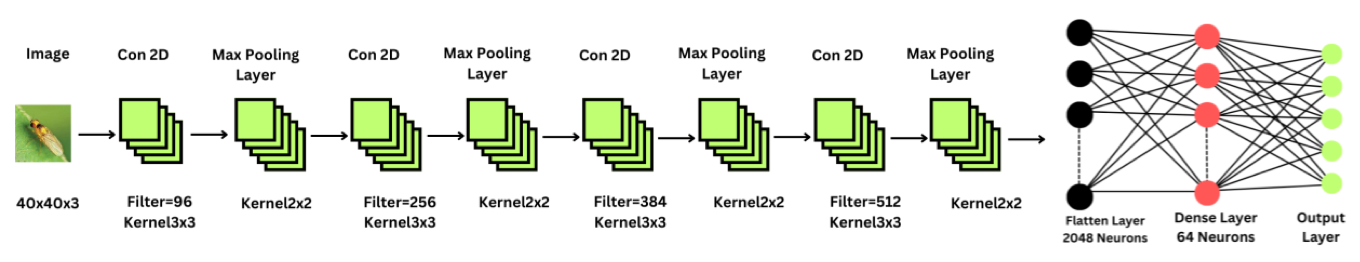 Image
40x40x3
Con 2D
Filter=96
Kernel3x3
Max Pooling
Layer
Kernel2x2
Con 2D
Filter=256
Kernel3x3
Max Pooling
Layer
Kernel2x2
Con 2D
Filter=384
Kernel3x3
Max Pooling
Layer
Kernel2x2
Con 2D
Filter=512
Kernel3x3
Max Pooling
Layer
Kernel2x2
Flatten Layer
2048 Neurons
Dense Layer
64 Neurons
Output
Layer